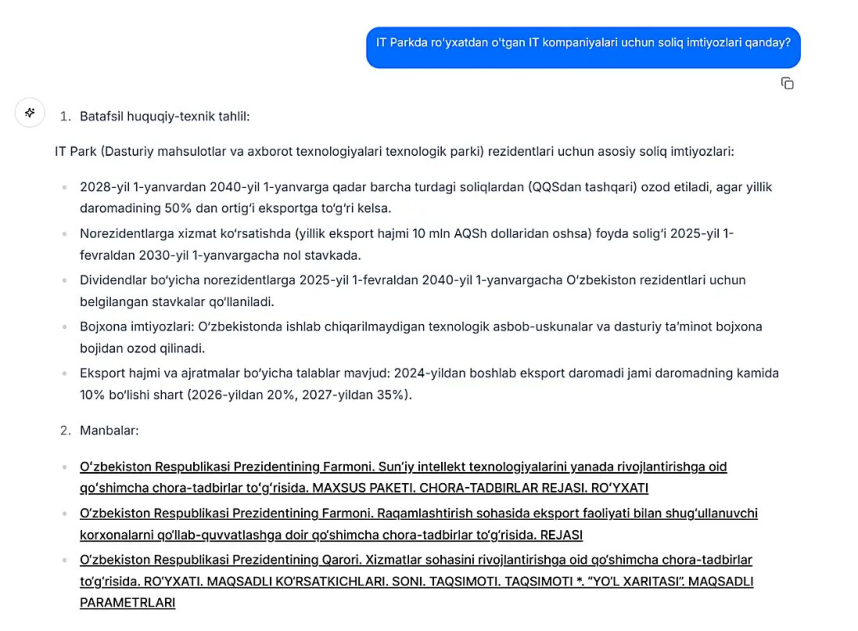 IT Parkda ro'yxatdan o'tgan IT kompaniyalari uchun soliq imtiyozlari qanday?
1. Batafsil huquqiy-texnik tahlil:
IT Park (Dasturiy mahsulotlar va axborot texnologiyalari texnologik parki) rezidentlari uchun asosiy soliq imtiyozlari:
2028-yil 1-yanvardan 2040-yil 1-yanvarga qadar barcha turdagi soliqlardan (QQSdan tashqari) ozod etiladi, agar yillik
daromadining 50% dan ortig‘i eksportga to‘g‘ri kelsa.
Norezidentlarga xizmat ko‘rsatishda (yillik eksport hajmi 10 mln AQSh dollaridan oshsa) foyda solig‘i 2025-yil 1-
fevraldan 2030-yil 1-yanvargacha nol stavkada.
Dividendlar bo‘yicha norezidentlarga 2025-yil 1-fevraldan 2040-yil 1-yanvargacha O‘zbekiston rezidentlari uchun
belgilangan stavkalar qo‘llaniladi.
Bojxona imtiyozlari: O‘zbekistonda ishlab chiqarilmaydigan texnologik asbob-uskunalar va dasturiy ta’minot bojxona
bojidan ozod qilinadi.
Eksport hajmi va ajratmalar bo‘yicha talablar mavjud: 2024-yildan boshlab eksport daromadi jami daromadning kamida
10% bo‘lishi shart (2026-yildan 20%, 2027-yildan 35%).
2. Manbalar:
O‘zbekiston Respublikasi Prezidentining Farmoni. Sun’iy intellekt texnologiyalarini yanada rivojlantirishga oid
qo‘shimcha chora-tadbirlar to‘g‘risida. MAXSUS PAKETI. CHORA-TADBIRLAR REJASI. RO‘YXATI
O‘zbekiston Respublikasi Prezidentining Farmoni. Raqamlashtirish sohasida eksport faoliyati bilan shug‘ullanuvchi
korxonalarni qo‘llab-quvvatlashga doir qo‘shimcha chora-tadbirlar to‘g‘risida. REJASI
O‘zbekiston Respublikasi Prezidentining Qarori. Xizmatlar sohasini rivojlantirishga oid qo‘shimcha chora-tadbirlar
to‘g‘risida. RO‘YXATI. MAQSADLI KO‘RSATKICHLARI. SONI. TAQSIMOTI. TAQSIMOTI *. “YO‘L XARITASI”. MAQSADLI
PARAMETRLARI